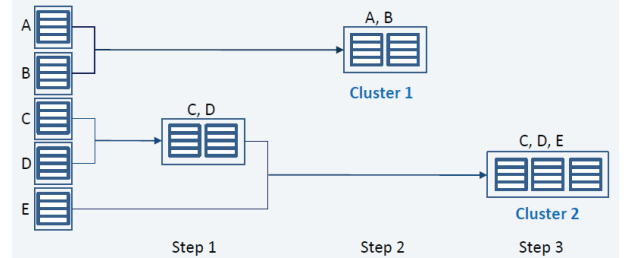 A
B
C
D
E
A, B
Cluster 1
C, D
C, D, E
Cluster 2
Step 1
Step 2
Step 3